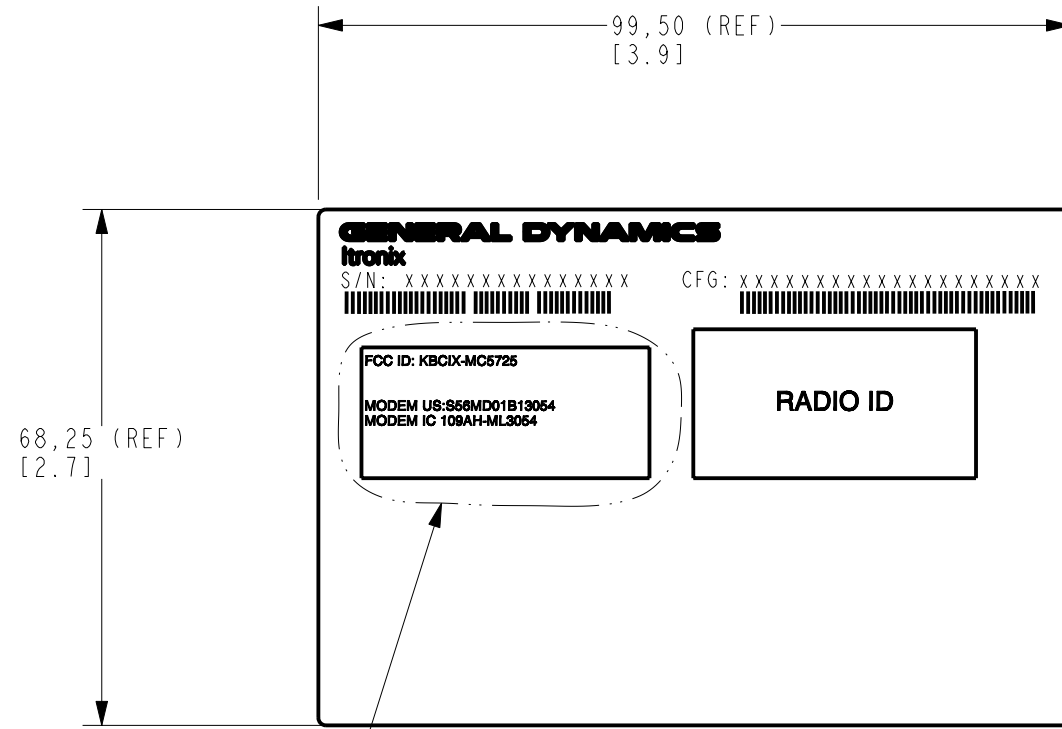 99,50 (REF)
[3.9]
GENERAL DYNAMICS
Itronix
S/N: XXXXXXXXXXXXXXX
CFG: XXXXXXXXXXXXXXXXXXXX
FCC ID: KBCIX-MC5725
MODEM US:S56MD01B13054
MODEM IC 109AH-ML3054
RADIO ID
68,25 (REF)
[2.7]